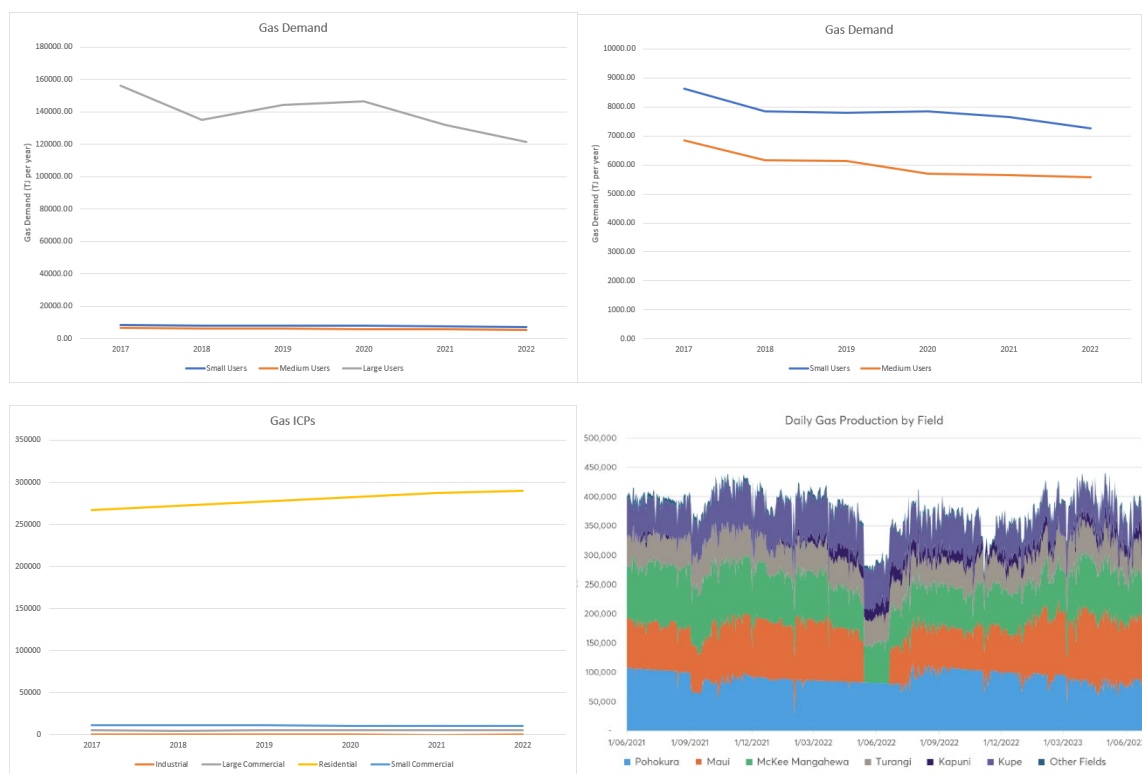 Gas Demand
180000.00
160000.00
140000.00
120000.00
100000.00
80000.00
60000.00
40000.00
20000.00
0.00
Gas Demand (TJ per year)
2017 2018 2019 2020 2021 2022
Small Users Medium Users Large Users
Gas Demand
10000.00
9000.00
8000.00
7000.00
6000.00
5000.00
4000.00
3000.00
2000.00
1000.00
0.00
Gas Demand (TJ per year)
2017 2018 2019 2020 2021 2022
Small Users Medium Users
Gas ICPs
350000
300000
250000
200000
150000
100000
50000
0
2017 2018 2019 2020 2021 2022
Industrial Large Commercial Residential Small Commercial
Daily Gas Production by Field
500,000
450,000
400,000
350,000
300,000
250,000
200,000
150,000
100,000
50,000
-
1/06/2021 1/09/2021 1/12/2021 1/03/2022 1/06/2022 1/09/2022 1/12/2022 1/03/2023 1/06/202
Pohokura Maui McKee Mangahewa Turangi Kapuni Kupe Other Fields